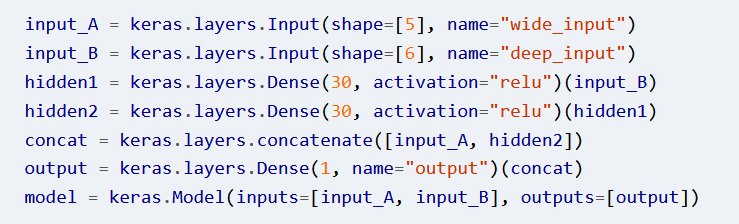 input_A = keras.layers.Input(shape=[5], name="wide_input")
input_B = keras.layers.Input(shape=[6], name="deep_input")
hidden1 = keras.layers.Dense(30, activation="relu")(input_B)
hidden2 = keras.layers.Dense(30, activation="relu")(hidden1)
concat = keras.layers.concatenate([input_A, hidden2])
output = keras.layers.Dense(1, name="output")(concat)
model = keras.Model(inputs=[input_A, input_B], outputs=[output])